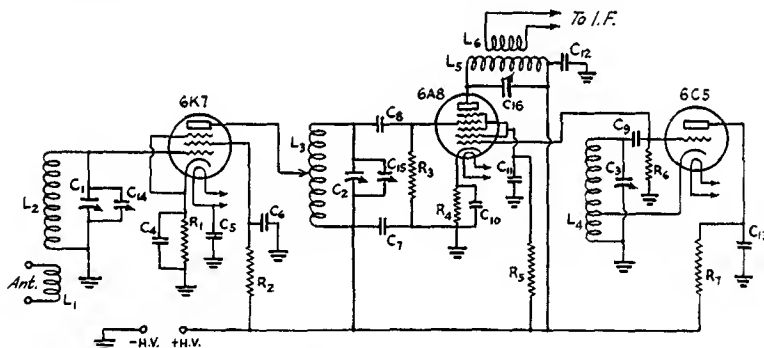 To I.F.
L6
L5
C12
C16
6K7
6A8
6C5
C8
L3
C9
L2
C1
C14
C2
C15
R3
C11
L4
C3
R6
C4
R1
C5
C6
R4
C10
C7
R2
R5
R7
C13
Ant.
L1
-H.V. +H.V.